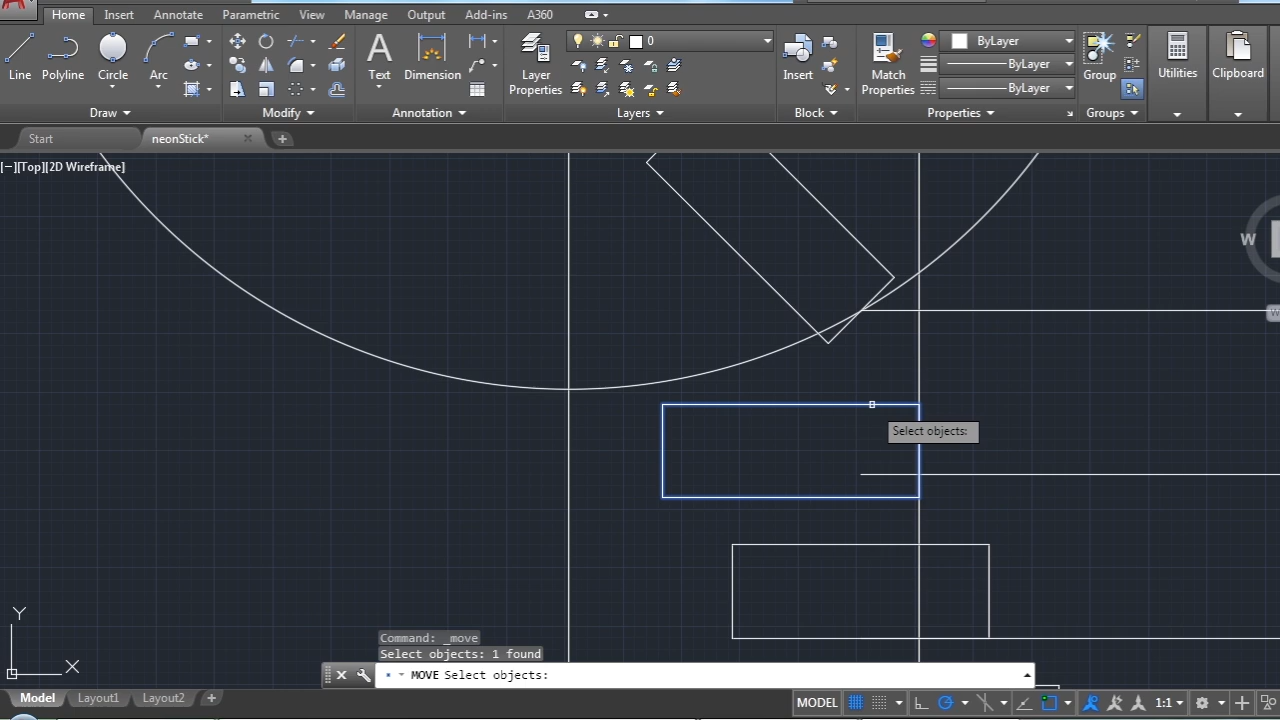 Home Insert Annotate Parametric View Manage Output Add-ins A360
Line Polyline Circle Arc
Text Dimension
Layer Properties
0
Insert
Match Properties
ByLayer
ByLayer
ByLayer
Group
Utilities
Clipboard
Draw Modify Annotation Layers Block Properties Groups
Start neonStick*
[−][Top][2D Wireframe]
W
W
Select objects:
Y
X
Command: _move
Select objects: 1 found
MOVE Select objects:
Model Layout1 Layout2
MODEL 1:1